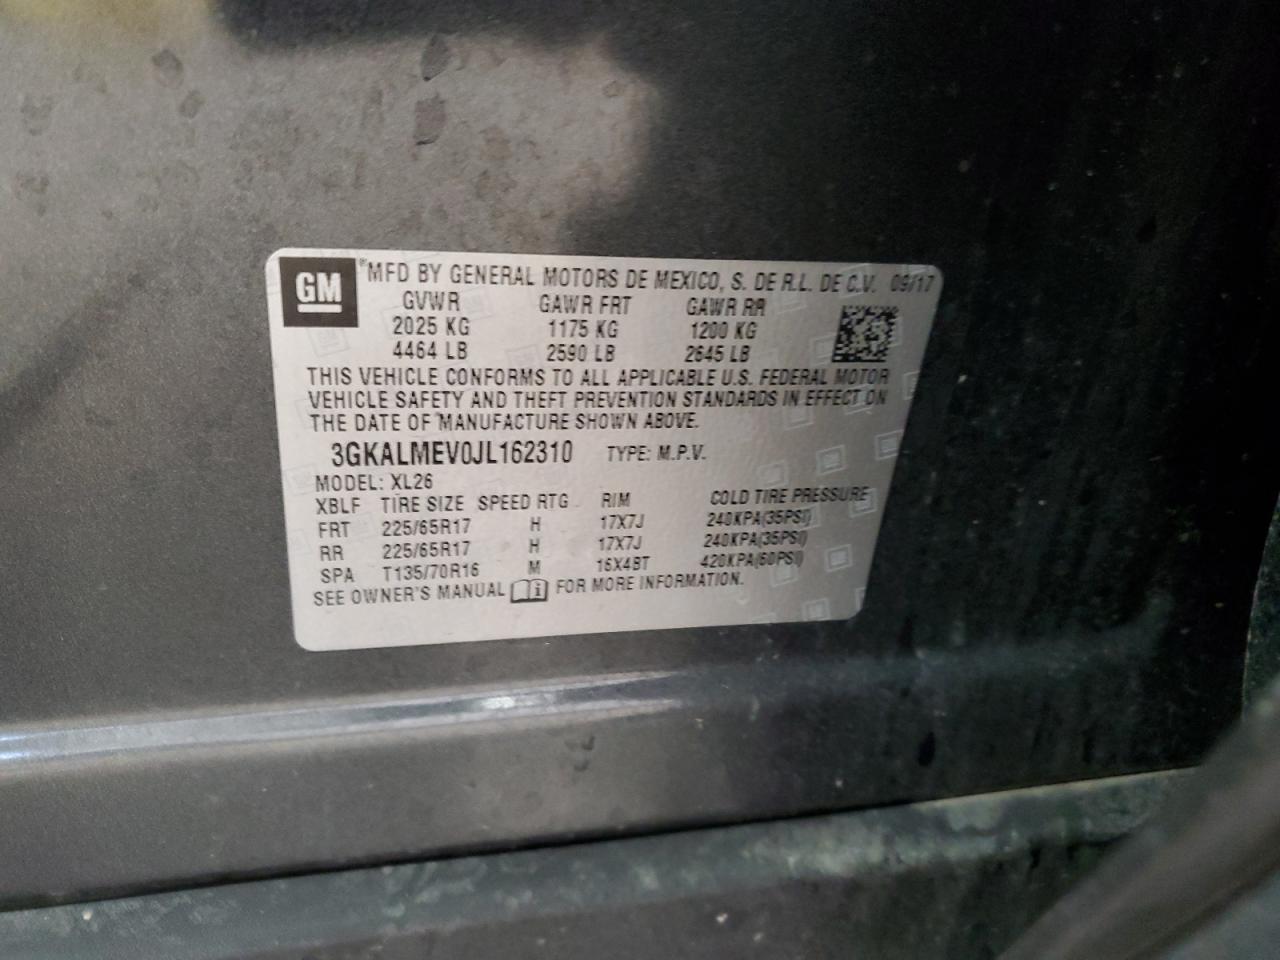 GM
®MFD BY GENERAL MOTORS DE MEXICO, S. DE R.L. DE C.V. 09/17
GVWR GAWR FRT GAWR RR
2025 KG 1175 KG 1200 KG
4464 LB 2590 LB 2645 LB
THIS VEHICLE CONFORMS TO ALL APPLICABLE U.S. FEDERAL MOTOR
VEHICLE SAFETY AND THEFT PREVENTION STANDARDS IN EFFECT ON
THE DATE OF MANUFACTURE SHOWN ABOVE.
3GKALMEV0JL162310 TYPE: M.P.V.
MODEL: XL26
XBLF TIRE SIZE SPEED RTG RIM COLD TIRE PRESSURE
FRT 225/65R17 H 17X7J 240KPA(35PSI)
RR 225/65R17 H 17X7J 240KPA(35PSI)
SPA T135/70R16 M 16X4BT 420KPA(60PSI)
SEE OWNER'S MANUAL i FOR MORE INFORMATION.